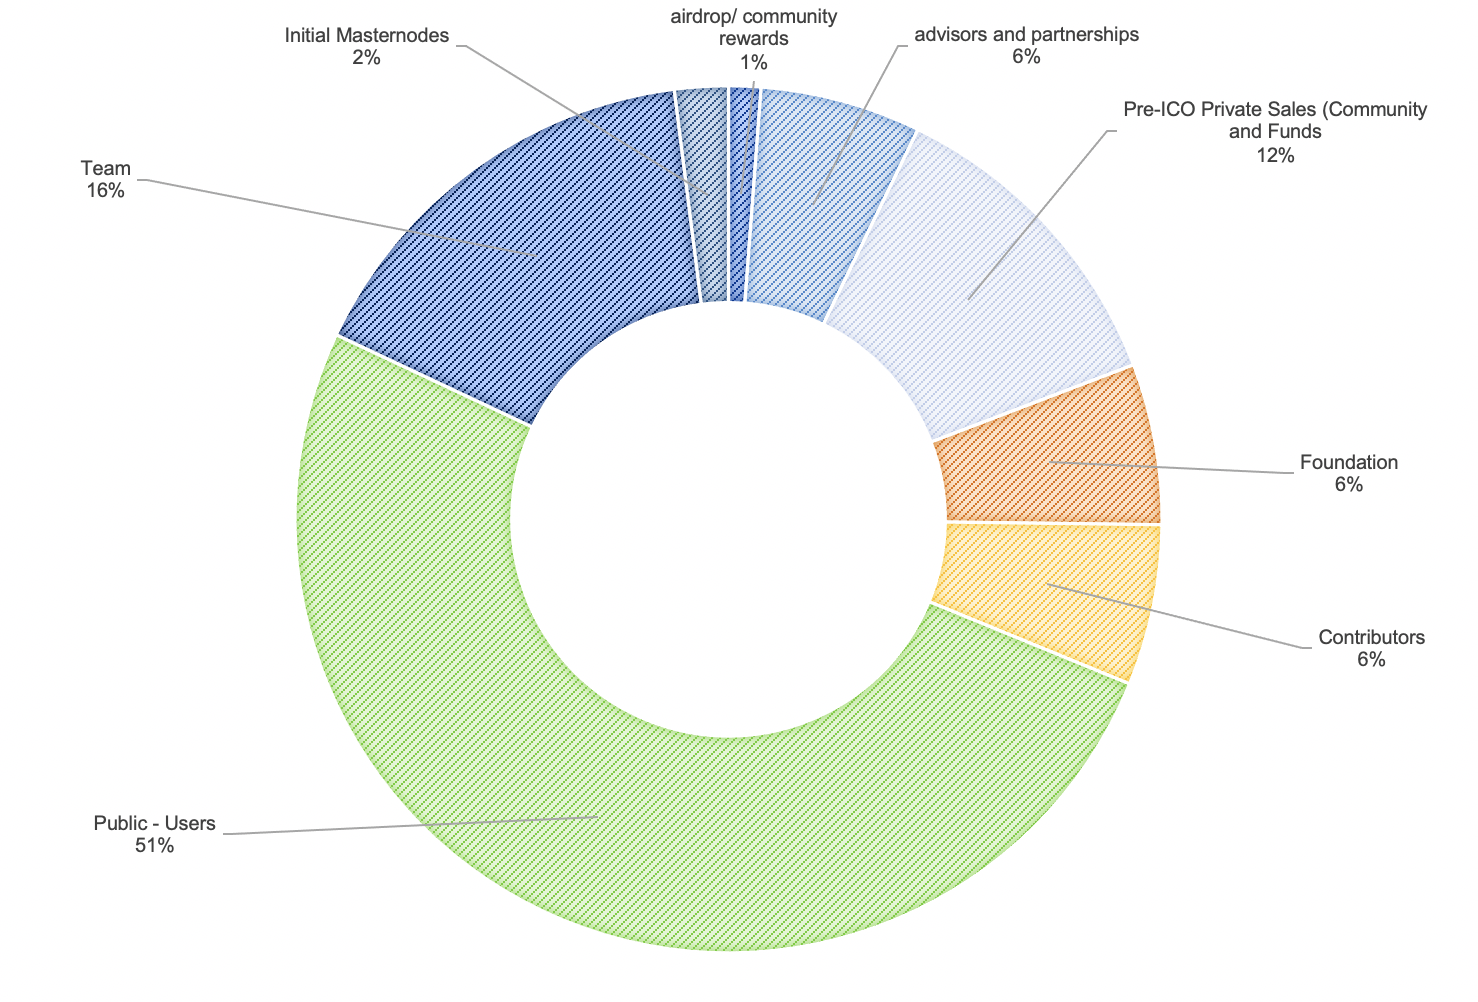 airdrop/ community
rewards
1%
advisors and partnerships
6%
Pre-ICO Private Sales (Community
and Funds
12%
Foundation
6%
Contributors
6%
Public - Users
51%
Team
16%
Initial Masternodes
2%